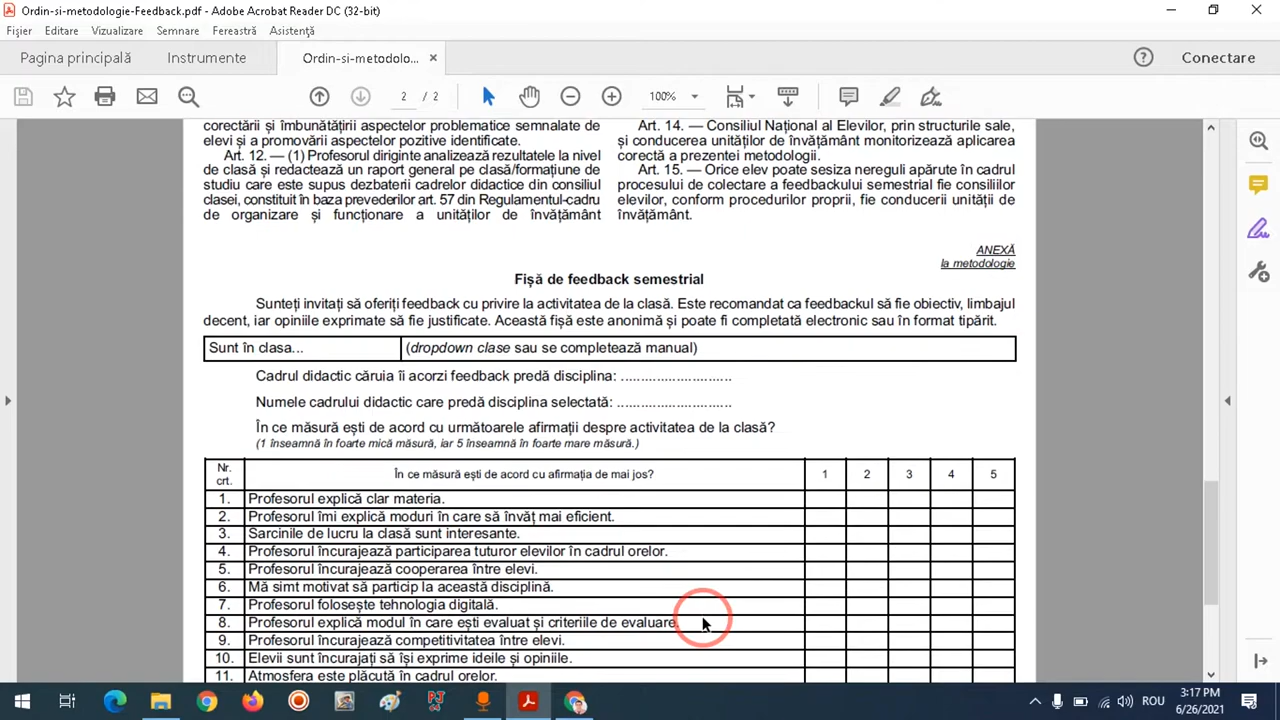 Ordin-si-metodologie-Feedback.pdf - Adobe Acrobat Reader DC (32-bit)
Fișier Editare Vizualizare Semnare Fereastră Asistență
Pagina principală Instrumente Ordin-si-metodolo... × Conectare
2 / 2 100%
corectării și îmbunătățirii aspectelor problematice semnalate de
elevi și a promovării aspectelor pozitive identificate.
Art. 12. — (1) Profesorul diriginte analizează rezultatele la nivel
de clasă și redactează un raport general pe clasă/formațiune de
studiu care este supus dezbaterii cadrelor didactice din consiliul
clasei, constituit în baza prevederilor art. 57 din Regulamentul-cadru
de organizare și funcționare a unităților de învățământ
Art. 14. — Consiliul Național al Elevilor, prin structurile sale,
și conducerea unităților de învățământ monitorizează aplicarea
corectă a prezentei metodologii.
Art. 15. — Orice elev poate sesiza nereguli apărute în cadrul
procesului de colectare a feedbackului semestrial fie consiliilor
elevilor, conform procedurilor proprii, fie conducerii unității de
învățământ.
ANEXĂ
la metodologie
Fișă de feedback semestrial
Sunteți invitați să oferiți feedback cu privire la activitatea de la clasă. Este recomandat ca feedbackul să fie obiectiv, limbajul
decent, iar opiniile exprimate să fie justificate. Această fișă este anonimă și poate fi completată electronic sau în format tipărit.
Sunt în clasa... (dropdown clase sau se completează manual)
Cadrul didactic căruia îi acorzi feedback predă disciplina: ............................
Numele cadrului didactic care predă disciplina selectată: .............................
În ce măsură ești de acord cu următoarele afirmații despre activitatea de la clasă?
(1 înseamnă în foarte mică măsură, iar 5 înseamnă în foarte mare măsură.)
Nr.
crt. În ce măsură ești de acord cu afirmația de mai jos? 1 2 3 4 5
1. Profesorul explică clar materia.
2. Profesorul îmi explică moduri în care să învăț mai eficient.
3. Sarcinile de lucru la clasă sunt interesante.
4. Profesorul încurajează participarea tuturor elevilor în cadrul orelor.
5. Profesorul încurajează cooperarea între elevi.
6. Mă simt motivat să particip la această disciplină.
7. Profesorul folosește tehnologia digitală.
8. Profesorul explică modul în care ești evaluat și criteriile de evaluare.
9. Profesorul încurajează competitivitatea între elevi.
10. Elevii sunt încurajați să își exprime ideile și opiniile.
11. Atmosfera este plăcută în cadrul orelor.
ROU 3:17 PM
6/26/2021